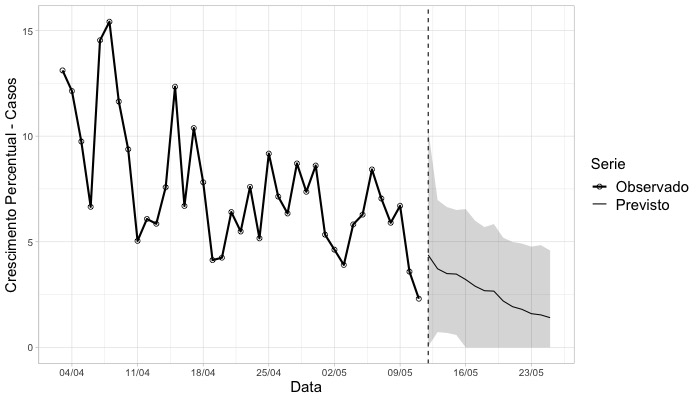 Crescimento Percentual - Casos
15
10
5
0
04/04 11/04 18/04 25/04 02/05 09/05 16/05 23/05
Data
Serie
Observado
Previsto